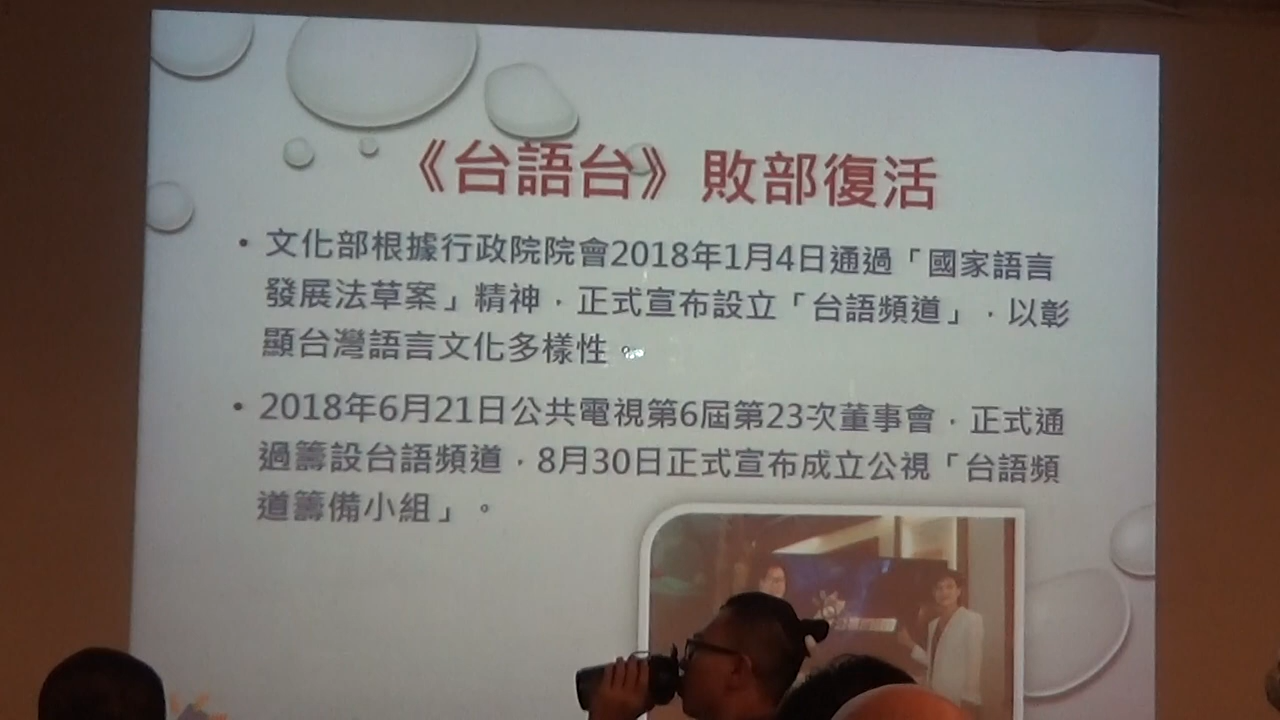 《台語台》敗部復活
• 文化部根據行政院院會2018年1月4日通過「國家語言
發展法草案」精神，正式宣布設立「台語頻道」，以彰
顯台灣語言文化多樣性。
• 2018年6月21日公共電視第6屆第23次董事會，正式通
過籌設台語頻道，8月30日正式宣布成立公視「台語頻
道籌備小組」。